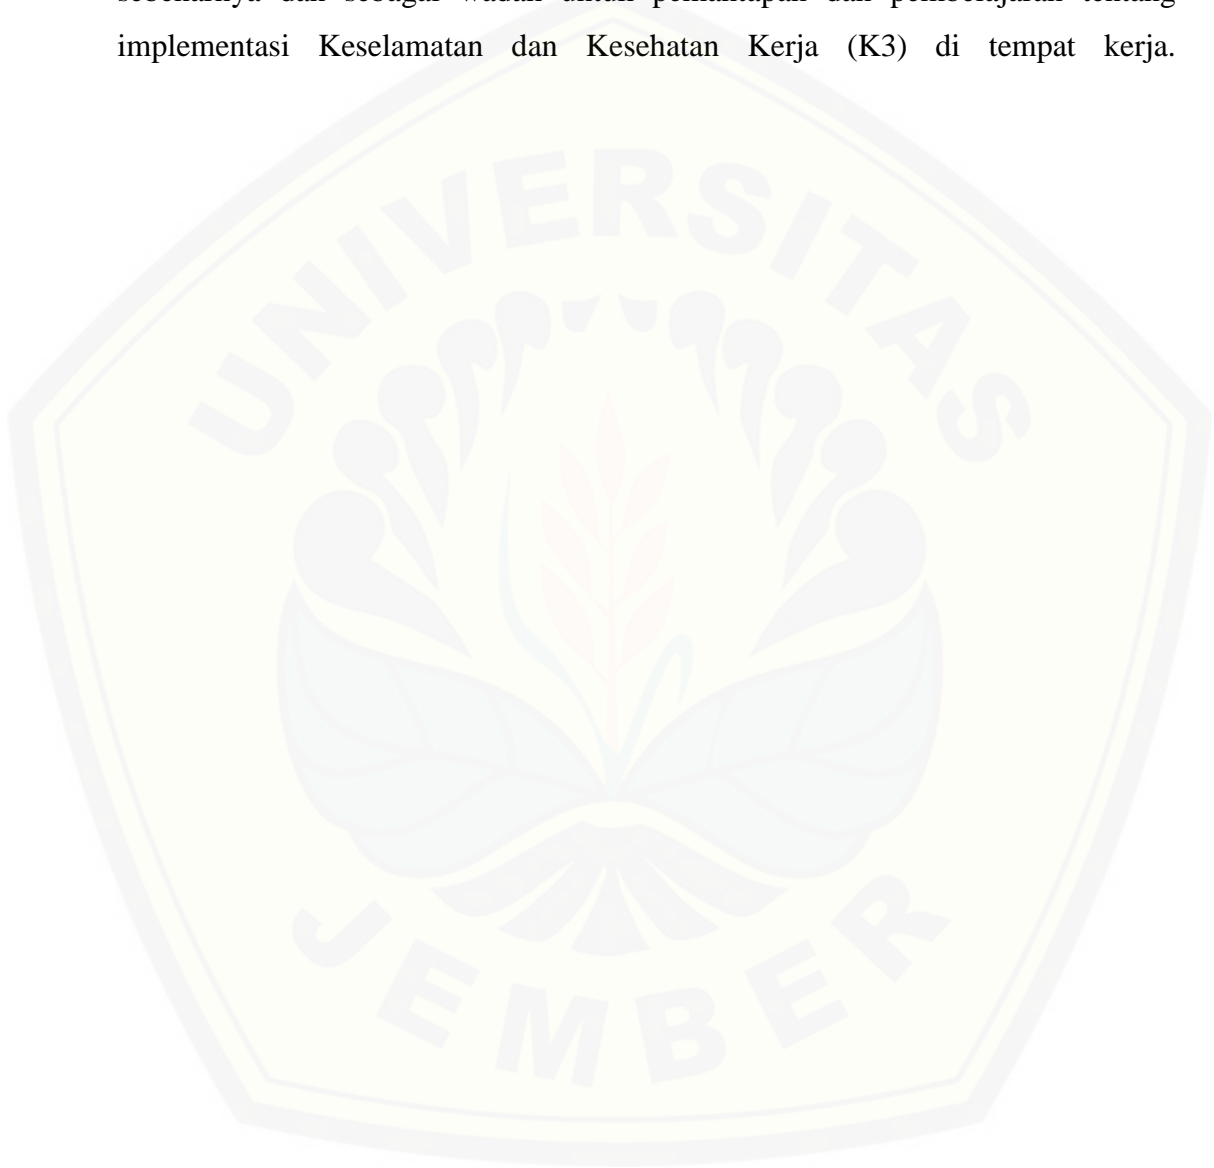 sebenarnya dan sebagai wadah untuk pemantapan dan pembelajaran tentang
implementasi Keselamatan dan Kesehatan Kerja (K3) di tempat kerja.
UNIVERSITAS
JEMBER